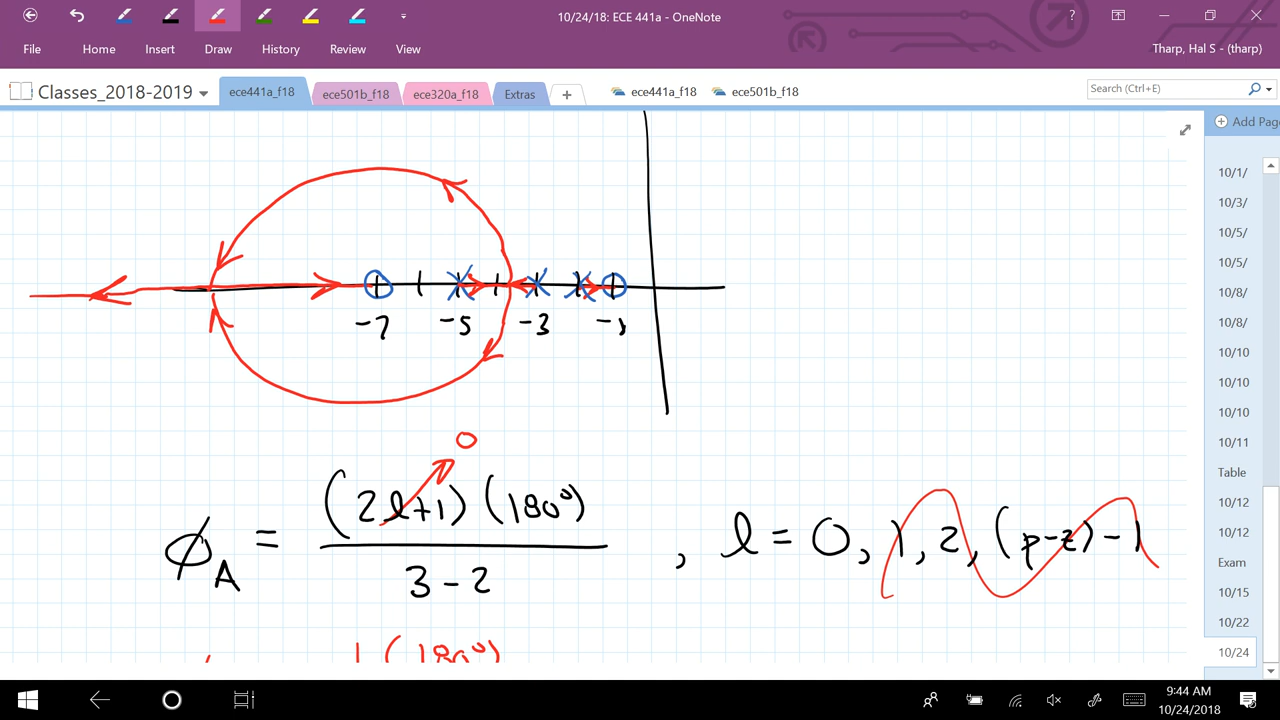 10/24/18: ECE 441a - OneNote
Tharp, Hal S - (tharp)
File Home Insert Draw History Review View
Classes_2018-2019 ece441a_f18 ece501b_f18 ece320a_f18 Extras ece441a_f18 ece501b_f18 Search (Ctrl+E)
Add Page
10/1/
10/3/
10/5/
10/5/
10/8/
10/8/
10/10
10/10
10/10
10/11
Table
10/12
10/12
Exam
10/15
10/22
10/24
-7 -5 -3 -1
0
ϕA = (2l+1)(180°) / 3-2 , l = 0, 1, 2, (p-z)-1
1(180°)
9:44 AM
10/24/2018